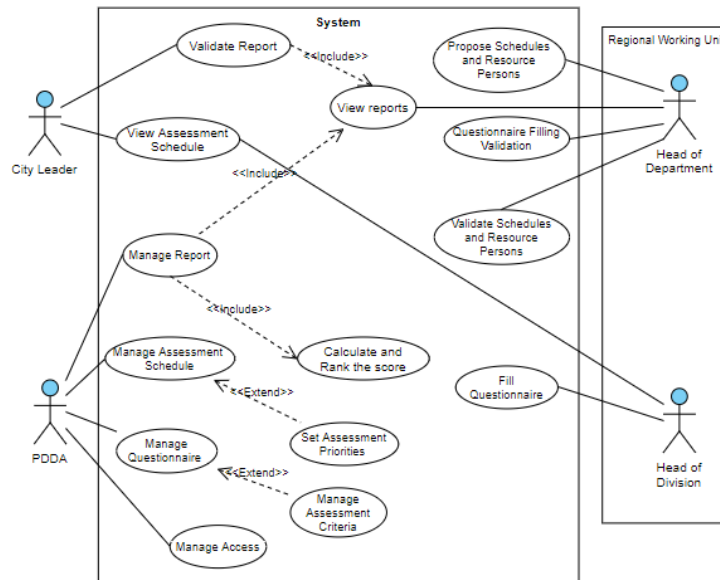 System
Validate Report
<<Include>>
View reports
Propose Schedules
and Resource
Persons
Regional Working Uni
City Leader
View Assessment
Schedule
Questionnaire Filling
Validation
Head of
Department
<<Include>>
Validate Schedules
and Resource
Persons
Manage Report
<<Include>>
Manage Assessment
Schedule
Calculate and
Rank the score
<<Extend>>
Fill
Questionnaire
PDDA
Manage
Questionnaire
Set Assessment
Priorities
<<Extend>>
Manage
Assessment
Criteria
Head of
Division
Manage Access